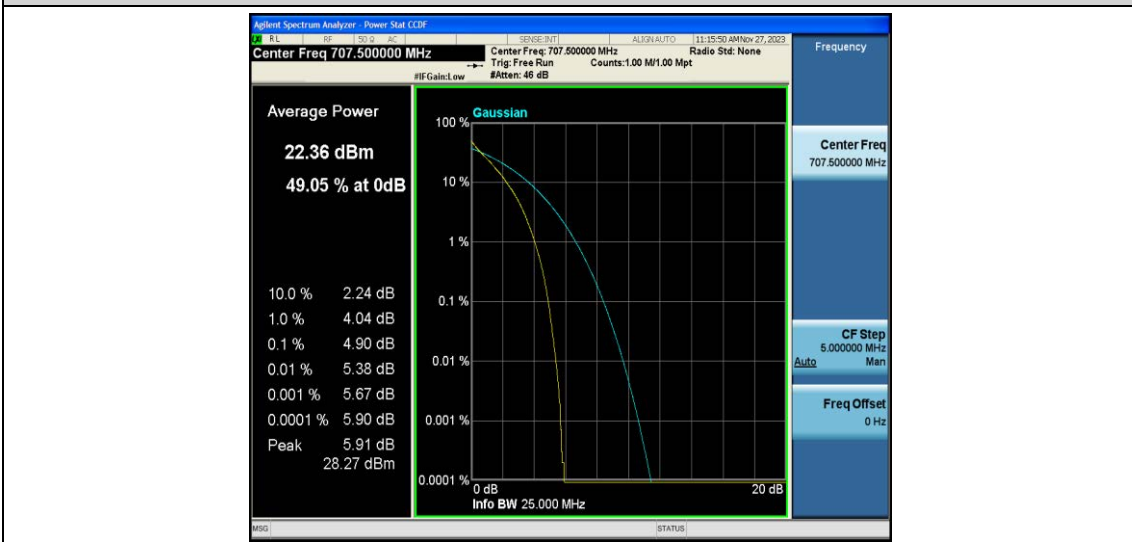 Agilent Spectrum Analyzer - Power Stat CCDF
RL RF 50 Ω AC SENSE:INT ALIGN AUTO 11:15:50 AM Nov 27, 2023
Center Freq 707.500000 MHz
Center Freq: 707.500000 MHz Radio Std: None
Trig: Free Run Counts:1.00 M/1.00 Mpt
#IFGain:Low #Atten: 46 dB
Frequency
Average Power
22.36 dBm
49.05 % at 0dB
10.0 % 2.24 dB
1.0 % 4.04 dB
0.1 % 4.90 dB
0.01 % 5.38 dB
0.001 % 5.67 dB
0.0001 % 5.90 dB
Peak 5.91 dB
28.27 dBm
Gaussian
100 %
10 %
1 %
0.1 %
0.01 %
0.001 %
0.0001 %
0 dB 20 dB
Info BW 25.000 MHz
Center Freq
707.500000 MHz
CF Step
5.000000 MHz
Auto Man
Freq Offset
0 Hz
MSG STATUS